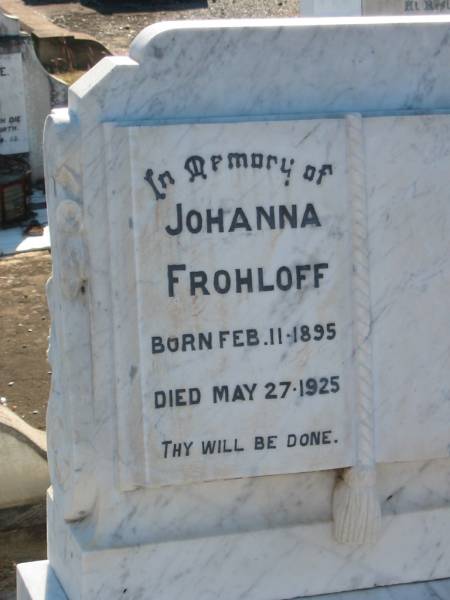 In Memory of
JOHANNA
FROHLOFF
BORN FEB. 11·1895
DIED MAY 27·1925
THY WILL BE DONE.